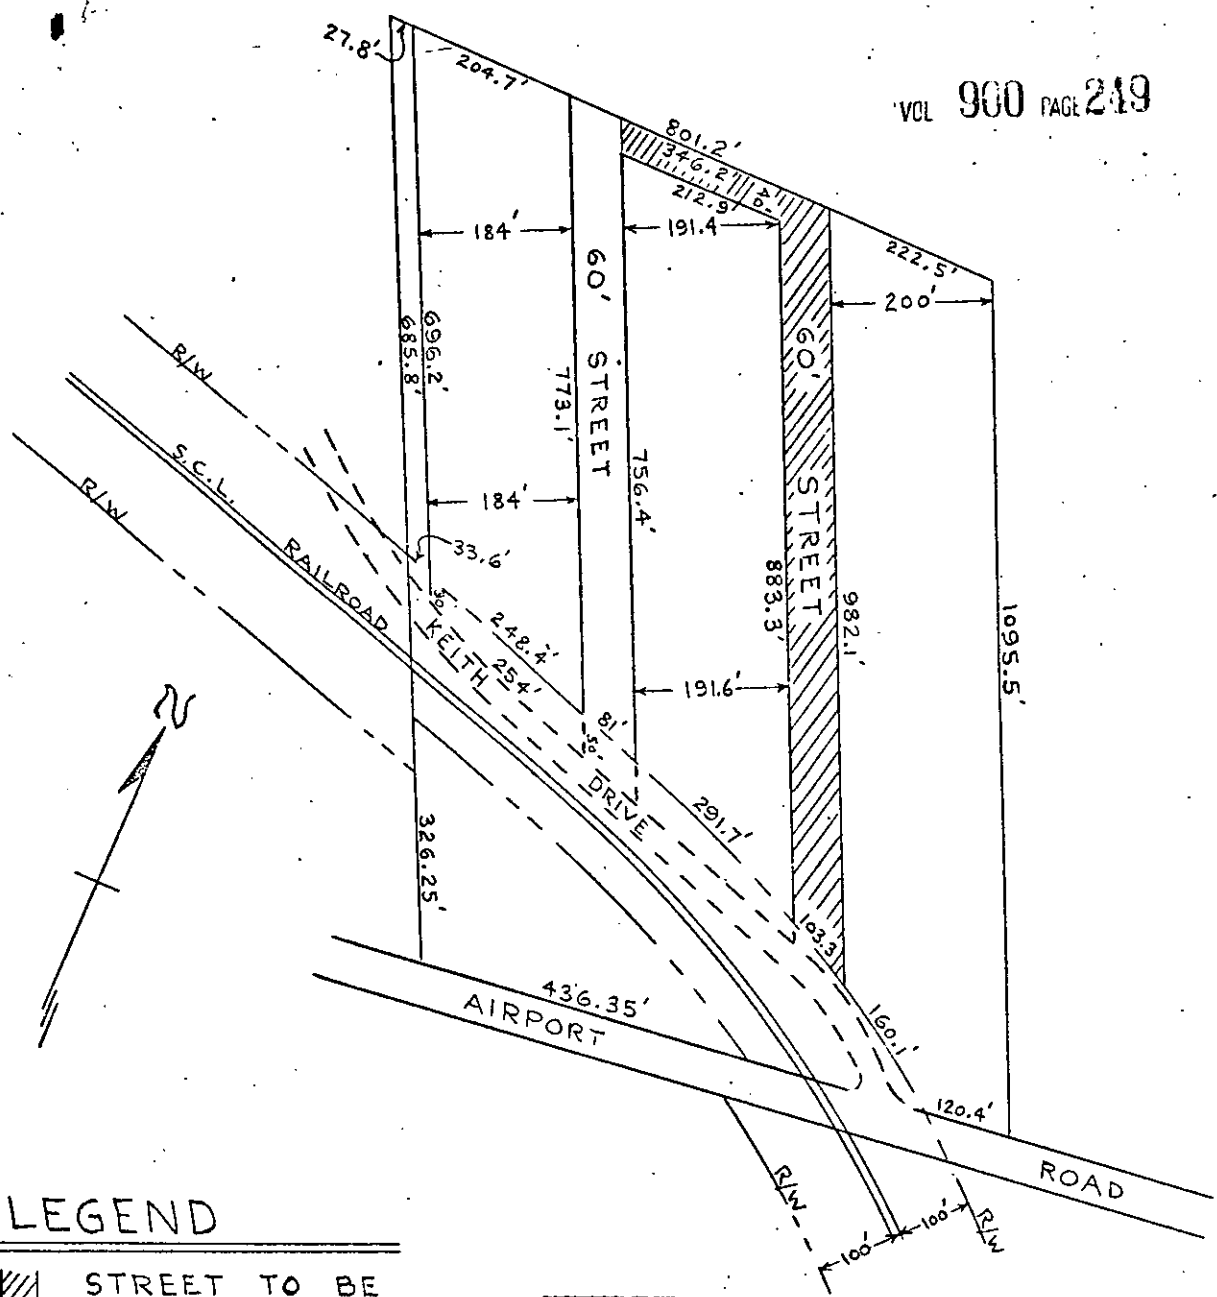 VOL 900 PAGE 249
27.8'
204.7'
801.2'
346.2'
212.9'
40'
222.5'
184'
191.4
200'
60' STREET
60' STREET
696.2'
685.8'
773.1'
756.4'
883.3'
982.1'
1095.5'
R/W
S.C.L. RAILROAD
R/W
184'
33.6'
30'
248.4'
254'
KEITH DRIVE
191.6'
81'
50'
291.7'
326.25'
103.3
160.1'
N
436.35'
AIRPORT ROAD
120.4'
R/W
R/W
100'
100'
LEGEND
STREET TO BE